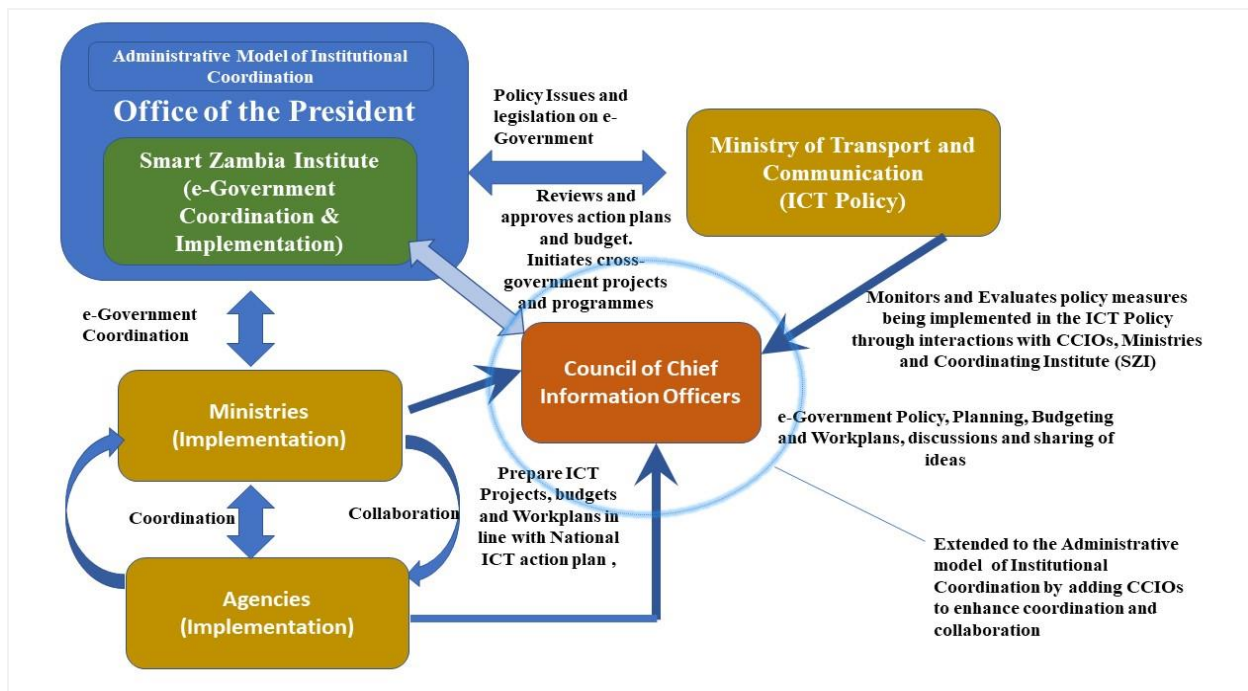 Administrative Model of Institutional
Coordination
Office of the President
Smart Zambia Institute
(e-Government
Coordination &
Implementation)
Policy Issues and
legislation on e-
Government
Ministry of Transport and
Communication
(ICT Policy)
Reviews and
approves action plans
and budget.
Initiates cross-
government projects
and programmes
e-Government
Coordination
Monitors and Evaluates policy measures
being implemented in the ICT Policy
through interactions with CCIOs, Ministries
and Coordinating Institute (SZI)
Council of Chief
Information Officers
Ministries
(Implementation)
e-Government Policy, Planning, Budgeting
and Workplans, discussions and sharing of
ideas
Prepare ICT
Projects, budgets
and Workplans in
line with National
ICT action plan ,
Coordination
Collaboration
Agencies
(Implementation)
Extended to the Administrative
model of Institutional
Coordination by adding CCIOs
to enhance coordination and
collaboration